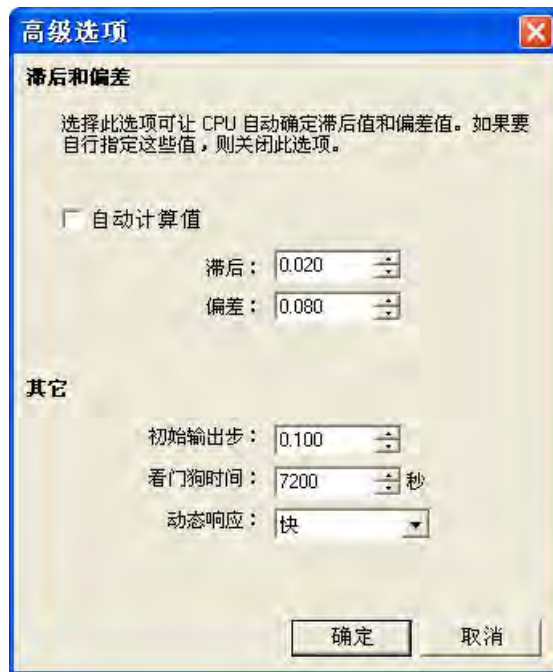 高级选项
滞后和偏差
选择此选项可让 CPU 自动确定滞后值和偏差值。如果要
自行指定这些值，则关闭此选项。
自动计算值
滞后： 0.020
偏差： 0.080
其它
初始输出步： 0.100
看门狗时间： 7200 秒
动态响应： 快
确定 取消